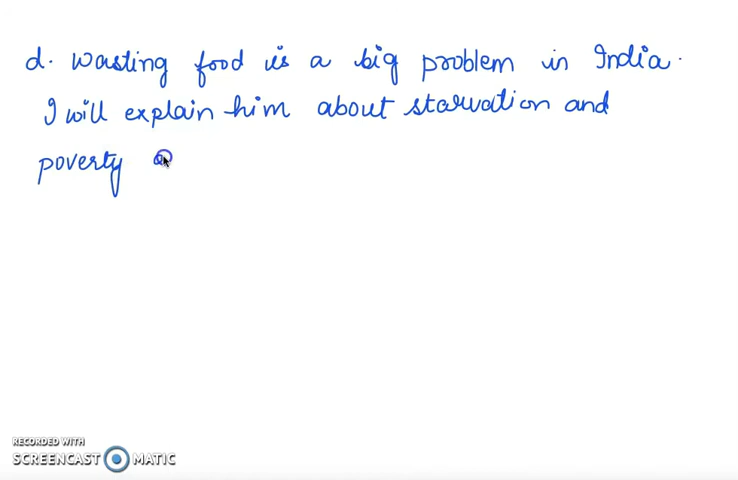 d. Wasting food is a big problem in India.
I will explain him about starvation and
poverty
RECORDED WITH
SCREENCAST MATIC